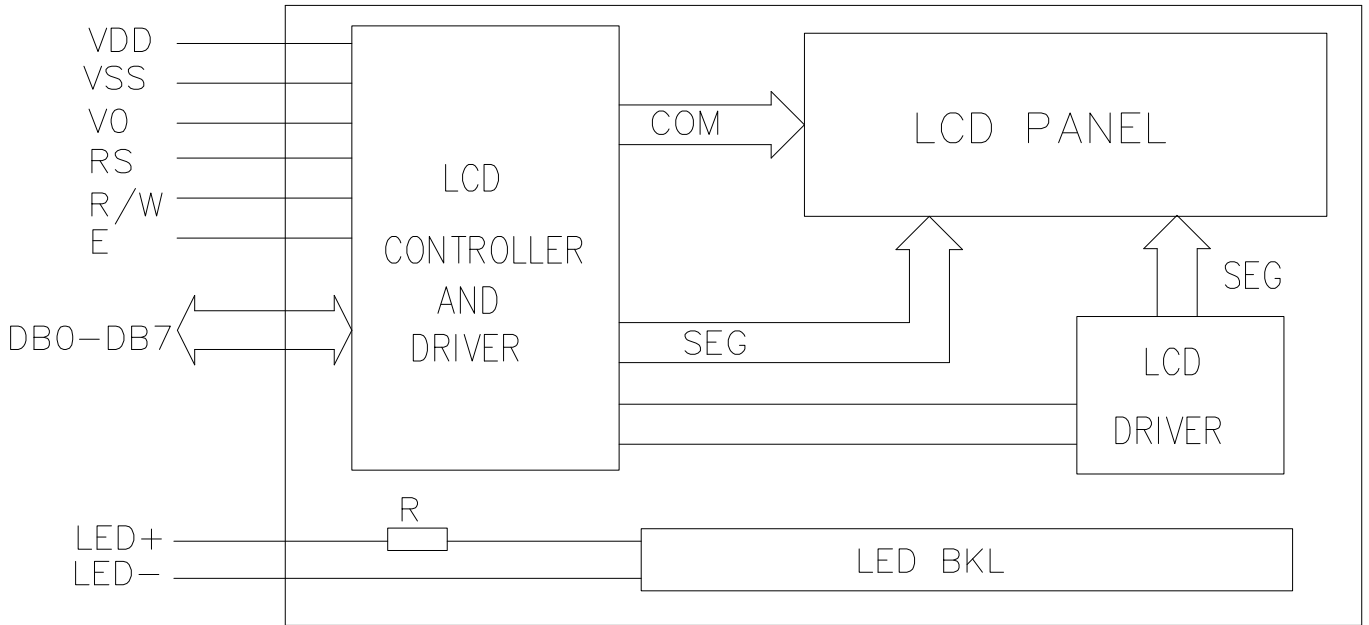 VDD
VSS
V0
RS
R/W
E
DB0-DB7
LCD
CONTROLLER
AND
DRIVER
COM
LCD PANEL
SEG
SEG
LCD
DRIVER
R
LED+
LED-
LED BKL